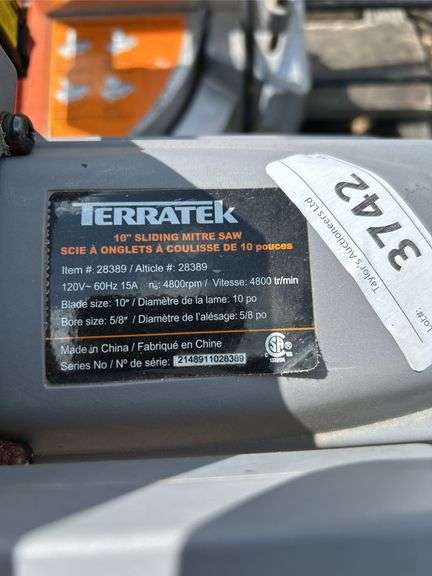 TERRATEK
10" SLIDING MITRE SAW
SCIE À ONGLETS À COULISSE DE 10 pouces
Item #: 28389 / Alticle #: 28389
120V~ 60Hz 15A n₀: 4800rpm / Vitesse: 4800 tr/min
Blade size: 10" / Diamètre de la lame: 10 po
Bore size: 5/8" / Diamètre de l'alésage: 5/8 po
Made in China / Fabriqué en Chine
Series No / Nº de série: 2148911028389
Taylor's Auctioneers Ltd
Lot#:
3742